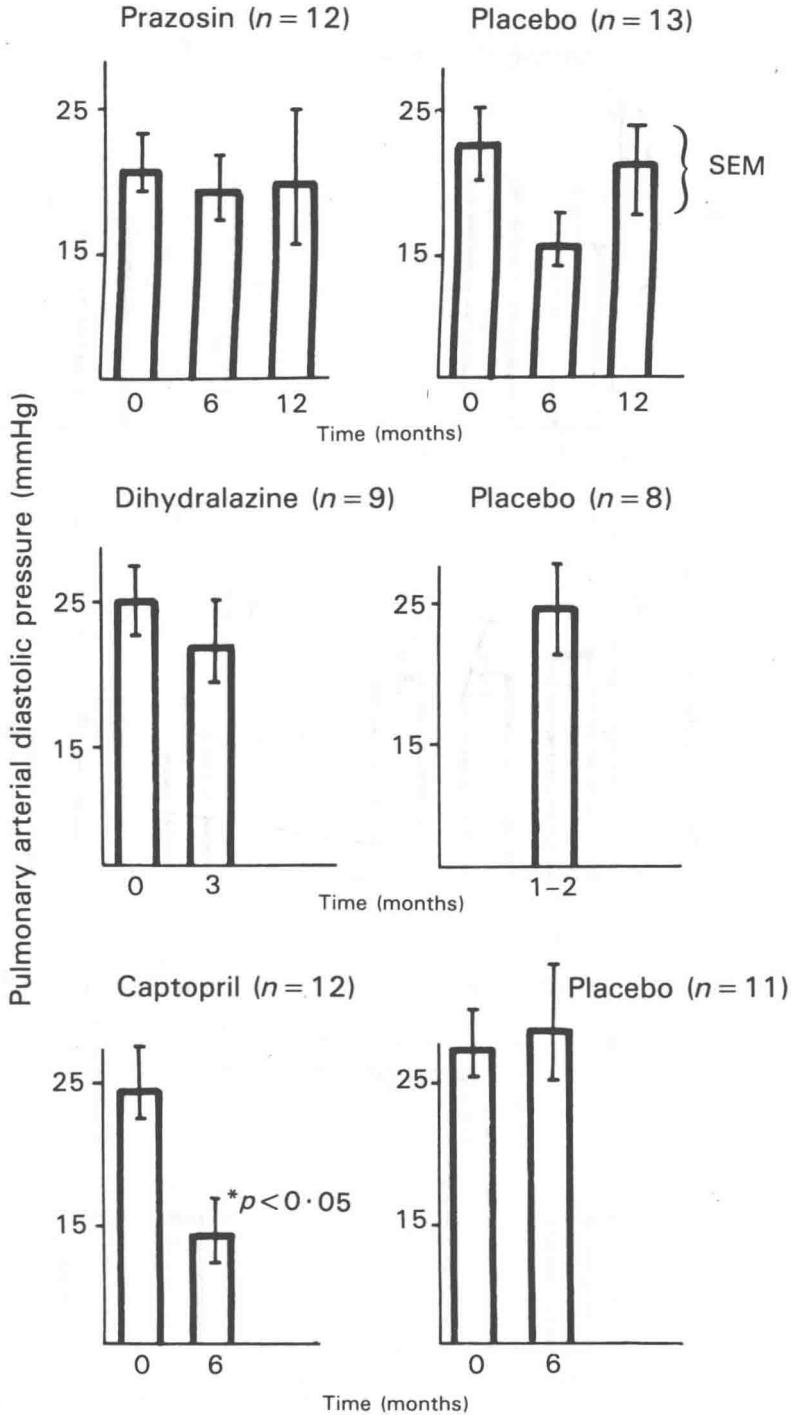 Prazosin (n = 12)
Placebo (n = 13)
25
15
0 6 12
25
15
0 6 12
SEM
Time (months)
Pulmonary arterial diastolic pressure (mmHg)
Dihydralazine (n = 9)
Placebo (n = 8)
25
15
0 3
25
15
1–2
Time (months)
Captopril (n = 12)
Placebo (n = 11)
25
15
*p<0·05
0 6
25
15
0 6
Time (months)